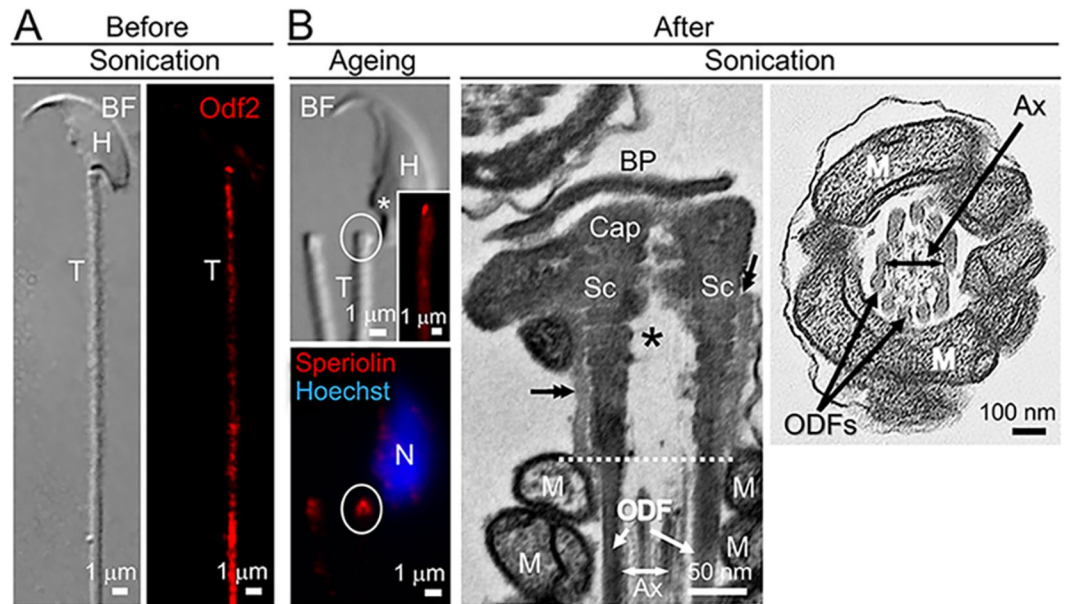 A
Before
Sonication
BF
H
T
1 μm
Odf2
T
1 μm
B
After
Ageing
Sonication
BF
H
*
T
1 μm
1 μm
Speriolin
Hoechst
N
1 μm
BP
Cap
Sc
Sc
*
M
M
ODF
M
M
50 nm
Ax
Ax
M
M
ODFs
100 nm